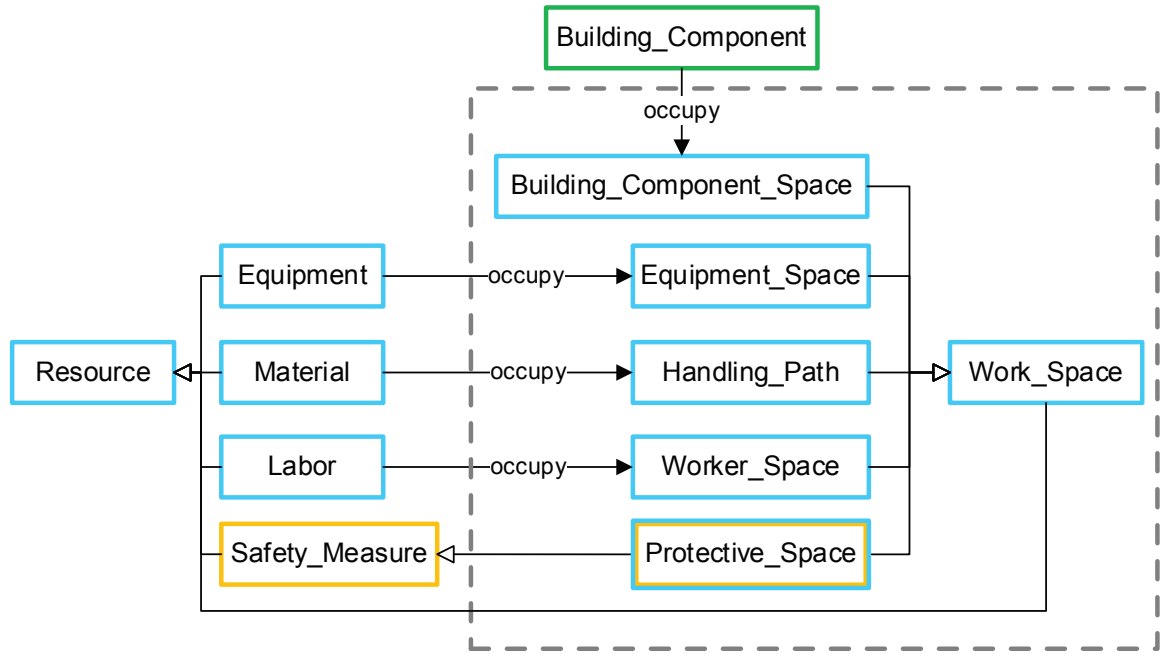 Building_Component
occupy
Building_Component_Space
Equipment
occupy
Equipment_Space
Resource
Material
occupy
Handling_Path
Work_Space
Labor
occupy
Worker_Space
Safety_Measure
Protective_Space